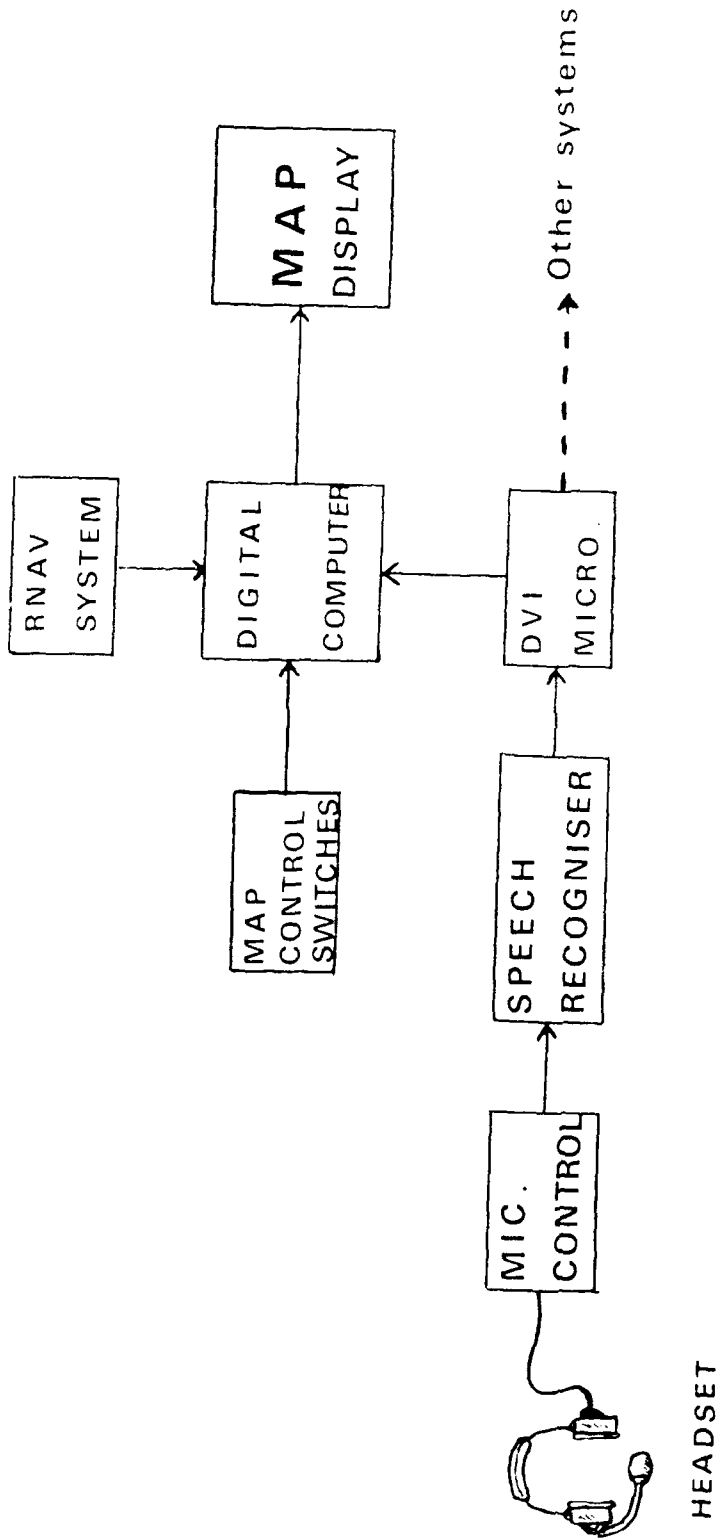 RNAV
SYSTEM
MAP
CONTROL
SWITCHES
DIGITAL
COMPUTER
MAP
DISPLAY
MIC.
CONTROL
SPEECH
RECOGNISER
DVI
MICRO.
Other systems
HEADSET